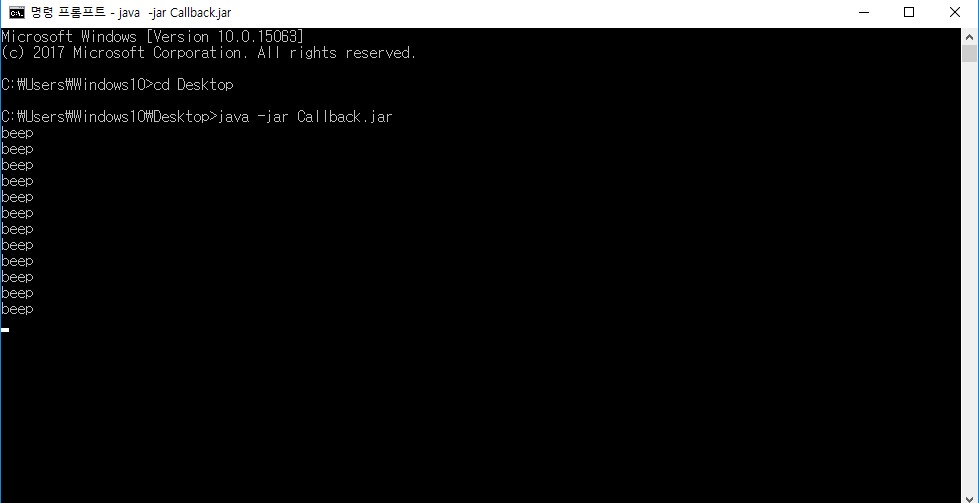 명령 프롬프트 - java  -jar Callback.jar
Microsoft Windows [Version 10.0.15063]
(c) 2017 Microsoft Corporation. All rights reserved.
C:₩Users₩Windows10>cd Desktop
C:₩Users₩Windows10₩Desktop>java -jar Callback.jar
beep
beep
beep
beep
beep
beep
beep
beep
beep
beep
beep
beep